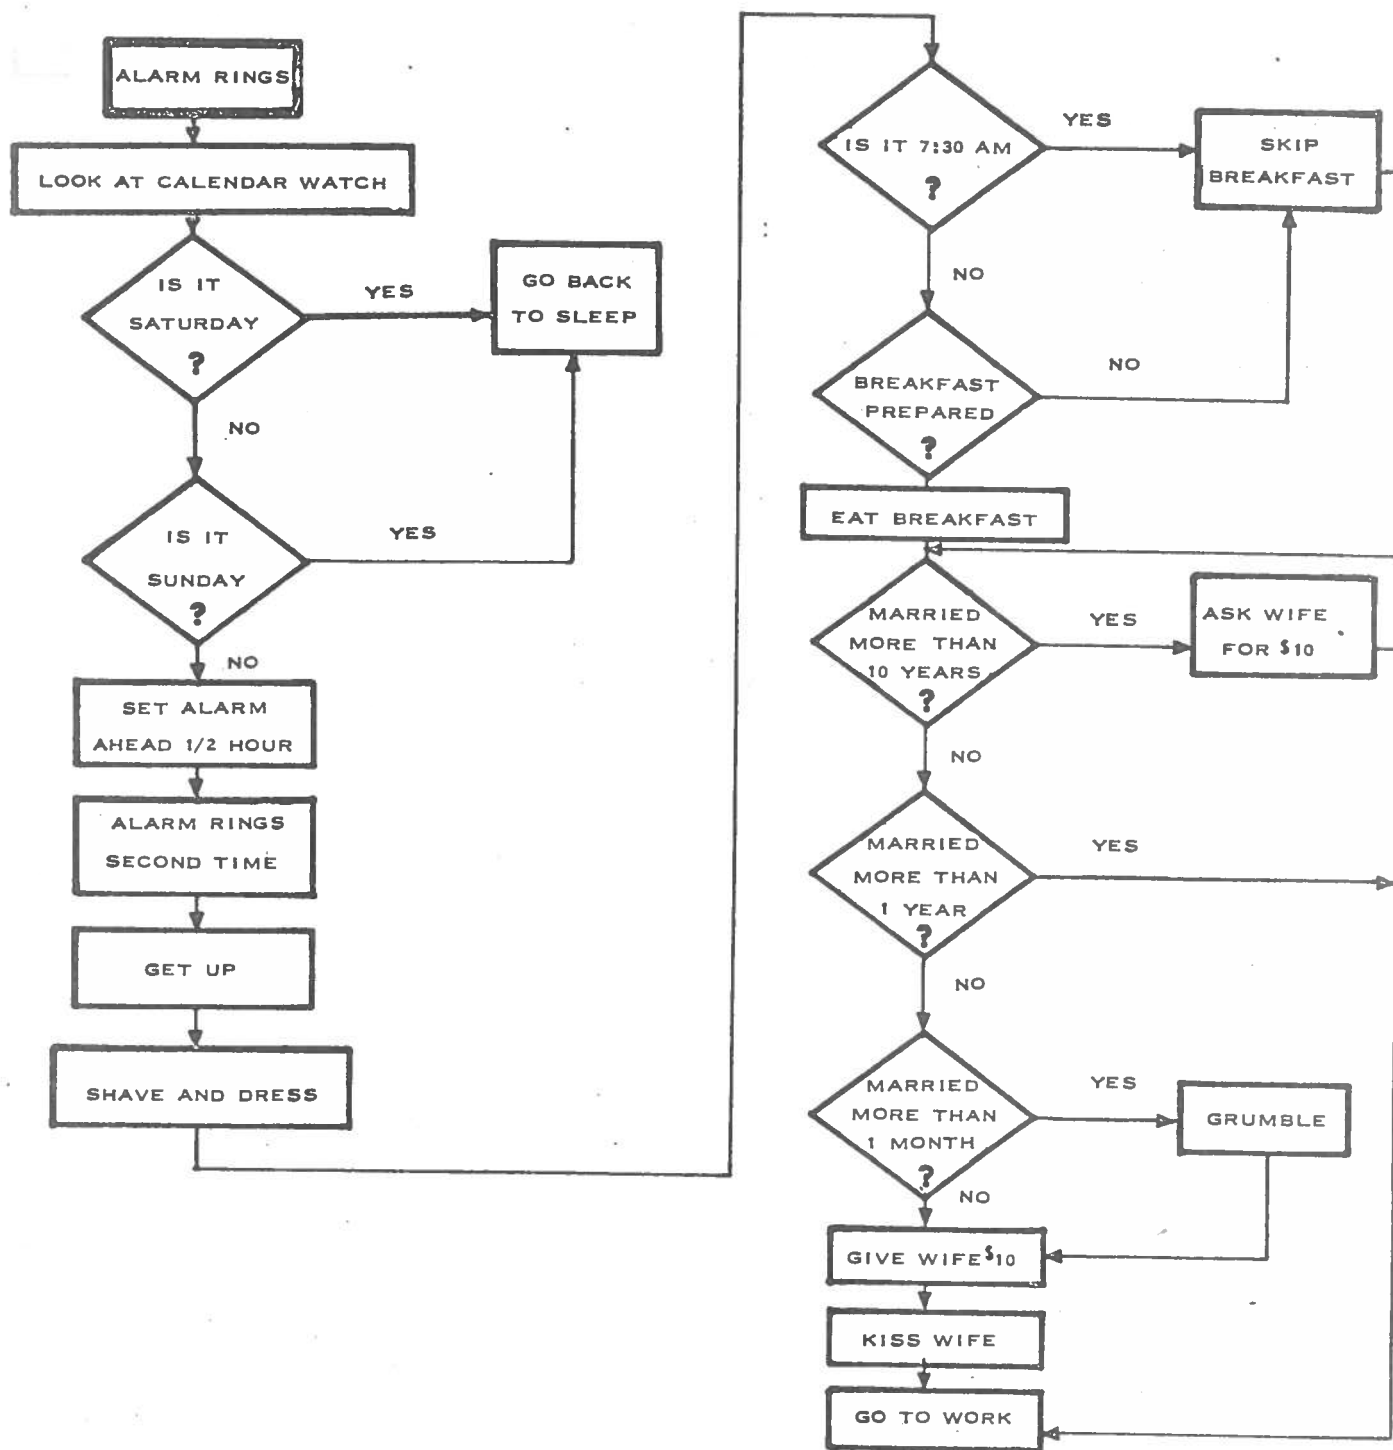 ALARM RINGS
LOOK AT CALENDAR WATCH
IS IT
SATURDAY
?
YES
GO BACK
TO SLEEP
NO
IS IT
SUNDAY
?
YES
NO
SET ALARM
AHEAD 1/2 HOUR
ALARM RINGS
SECOND TIME
GET UP
SHAVE AND DRESS
IS IT 7:30 AM
?
YES
SKIP
BREAKFAST
NO
BREAKFAST
PREPARED
?
NO
EAT BREAKFAST
MARRIED
MORE THAN
10 YEARS
?
YES
ASK WIFE
FOR $10
NO
MARRIED
MORE THAN
1 YEAR
?
YES
NO
MARRIED
MORE THAN
1 MONTH
?
YES
GRUMBLE
NO
GIVE WIFE $10
KISS WIFE
GO TO WORK